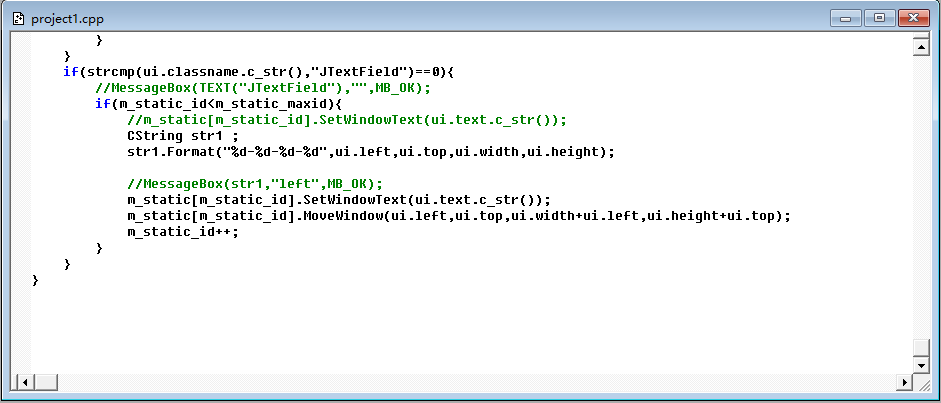 project1.cpp
        }
    }
    if(strcmp(ui.classname.c_str(),"JTextField")==0){
        //MessageBox(TEXT("JTextField"),"",MB_OK);
        if(m_static_id<m_static_maxid){
            //m_static[m_static_id].SetWindowText(ui.text.c_str());
            CString str1 ;
            str1.Format("%d-%d-%d-%d",ui.left,ui.top,ui.width,ui.height);

            //MessageBox(str1,"left",MB_OK);
            m_static[m_static_id].SetWindowText(ui.text.c_str());
            m_static[m_static_id].MoveWindow(ui.left,ui.top,ui.width+ui.left,ui.height+ui.top);
            m_static_id++;
        }
    }
}